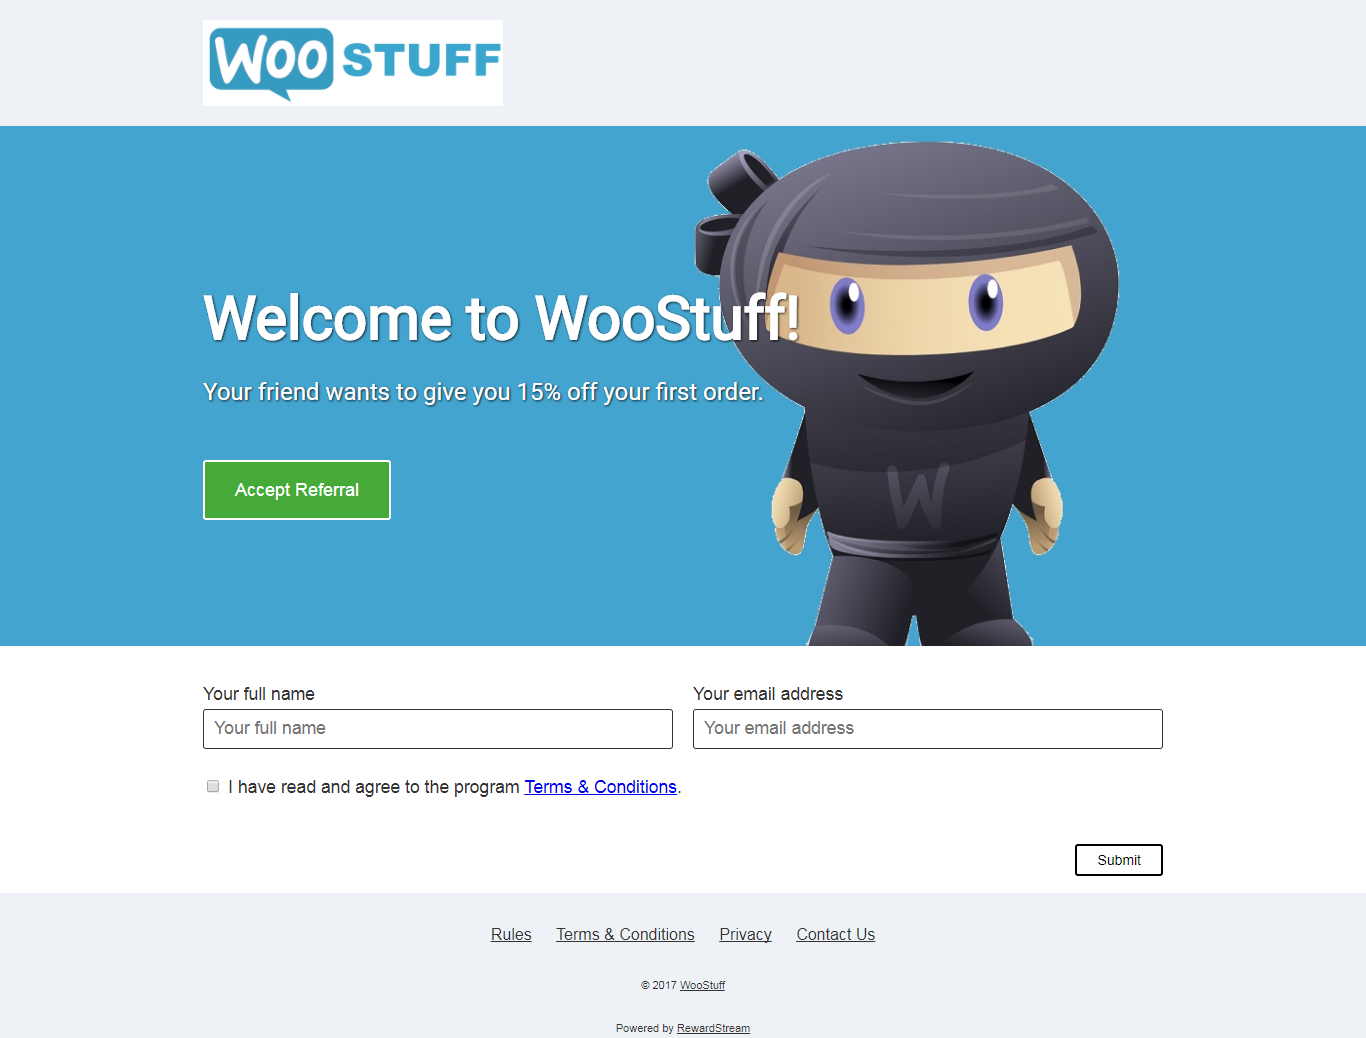 Woo STUFF
Welcome to WooStuff!
Your friend wants to give you 15% off your first order.
Accept Referral
W
Your full name
Your email address
Your full name
Your email address
I have read and agree to the program Terms & Conditions.
Submit
Rules Terms & Conditions Privacy Contact Us
© 2017 WooStuff
Powered by RewardStream